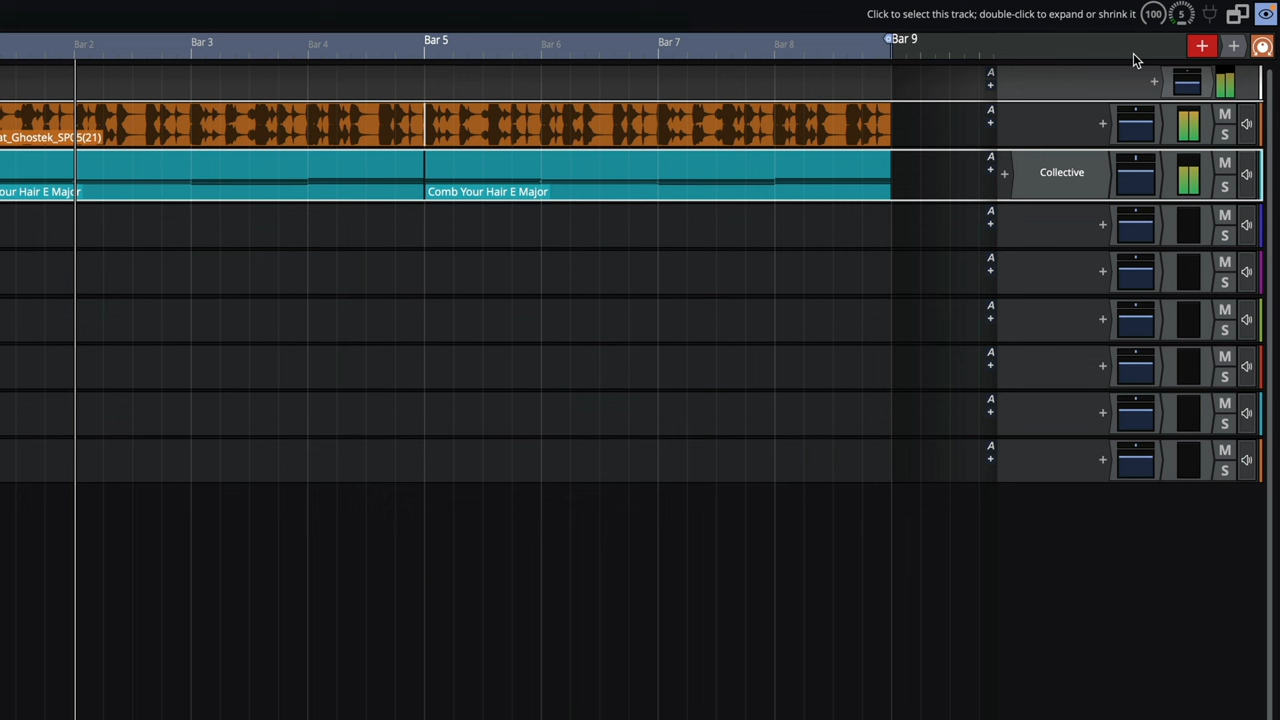 Click to select this track; double-click to expand or shrink it 100 5
Bar 2 Bar 3 Bar 4 Bar 5 Bar 6 Bar 7 Bar 8 Bar 9 + +
A + +
at_Ghostek_SP05(21) A + + M S
our Hair E Major Comb Your Hair E Major A + + Collective M S
A + + M S
A + + M S
A + + M S
A + + M S
A + + M S
A + + M S